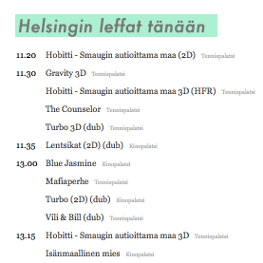 Helsingin leffat tänään
11.20 Hobitti - Smaugin autioittama maa (2D) Tennispalatsi
11.30 Gravity 3D Tennispalatsi
Hobitti - Smaugin autioittama maa 3D (HFR) Tennispalatsi
The Counselor Tennispalatsi
Turbo 3D (dub) Tennispalatsi
11.35 Lentsikat (2D) (dub) Kinopalatsi
13.00 Blue Jasmine Kinopalatsi
Mafiaperhe Tennispalatsi
Turbo (2D) (dub) Kinopalatsi
Vili & Bill (dub) Tennispalatsi
13.15 Hobitti - Smaugin autioittama maa 3D Tennispalatsi
Isänmaallinen mies Kinopalatsi